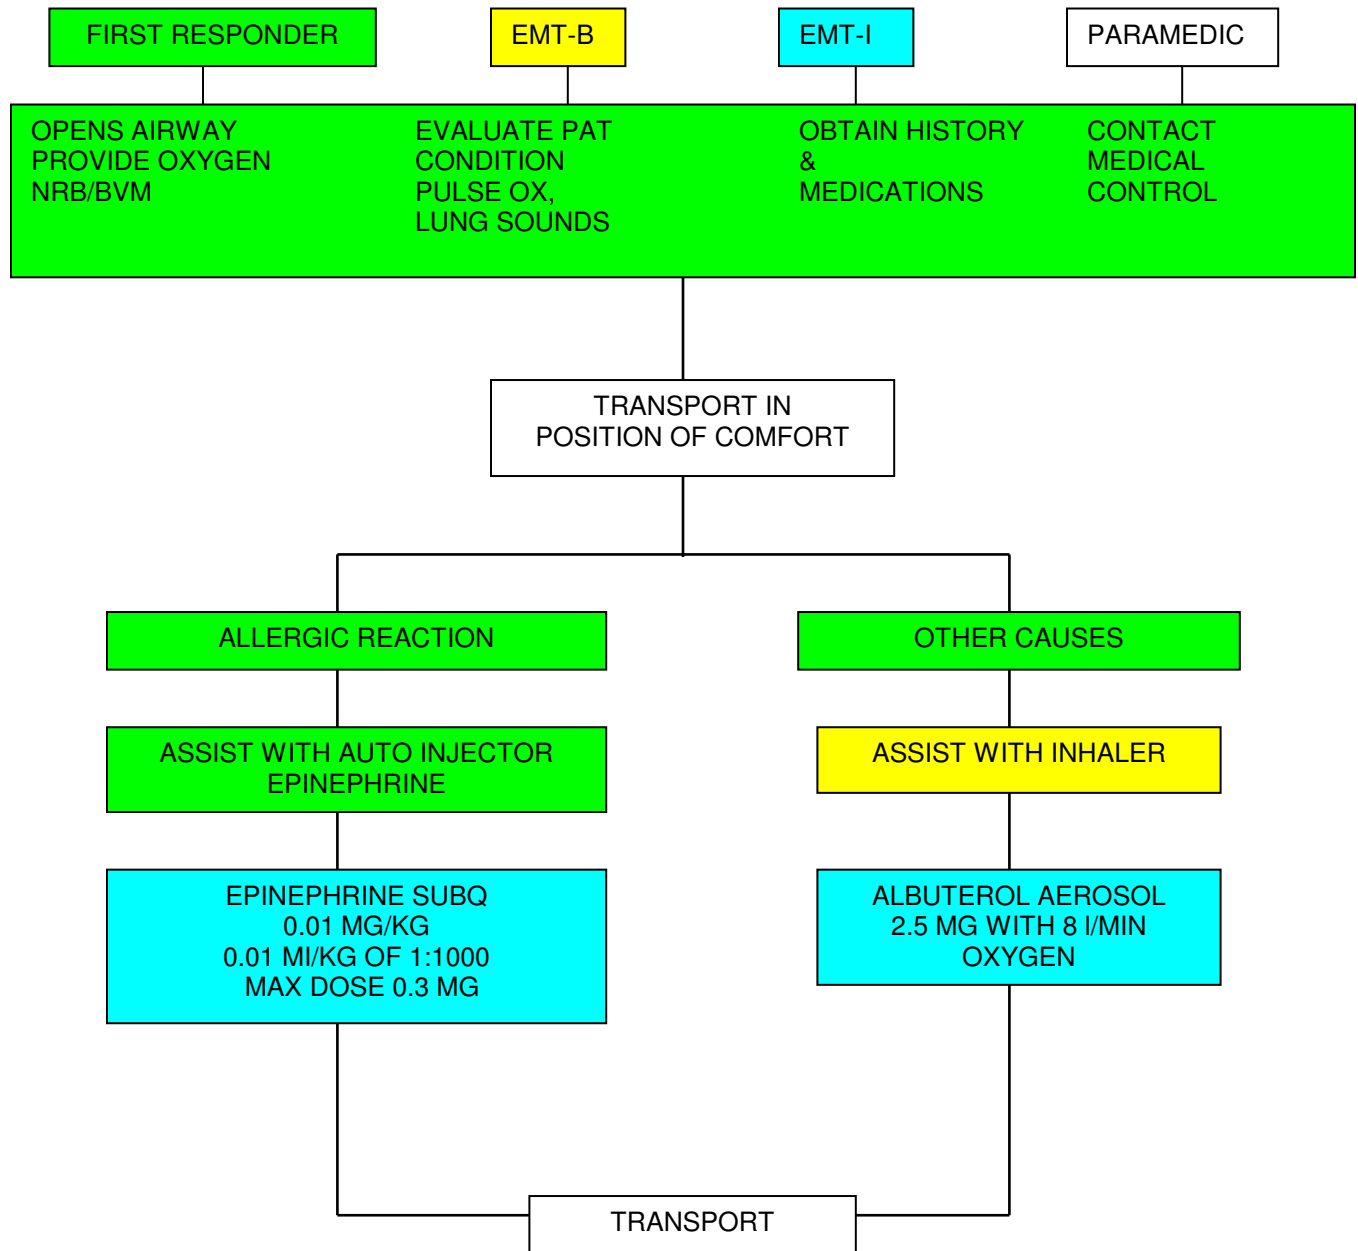 FIRST RESPONDER
EMT-B
EMT-I
PARAMEDIC
OPENS AIRWAY
PROVIDE OXYGEN
NRB/BVM
EVALUATE PAT
CONDITION
PULSE OX,
LUNG SOUNDS
OBTAIN HISTORY
&
MEDICATIONS
CONTACT
MEDICAL
CONTROL
TRANSPORT IN
POSITION OF COMFORT
ALLERGIC REACTION
ASSIST WITH AUTO INJECTOR
EPINEPHRINE
EPINEPHRINE SUBQ
0.01 MG/KG
0.01 Ml/KG OF 1:1000
MAX DOSE 0.3 MG
OTHER CAUSES
ASSIST WITH INHALER
ALBUTEROL AEROSOL
2.5 MG WITH 8 l/MIN
OXYGEN
TRANSPORT